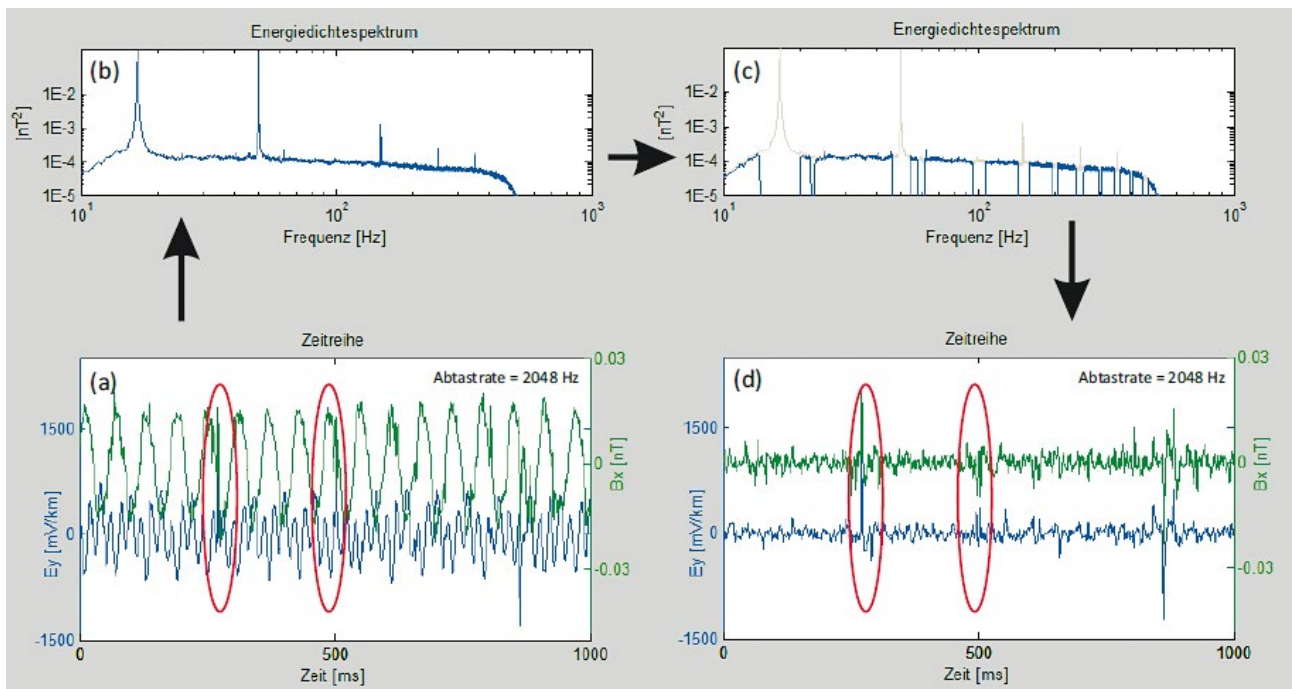 Energiedichtespektrum
(b)
1E-2
1E-3
1E-4
1E-5
[nT²]
10¹
10²
10³
Frequenz [Hz]
Energiedichtespektrum
(c)
1E-2
1E-3
1E-4
1E-5
[nT²]
10¹
10²
10³
Frequenz [Hz]
Zeitreihe
(a)
Abtastrate = 2048 Hz
1500
0
-1500
Ey [mV/km]
0.03
0
-0.03
Bx [nT]
0
500
1000
Zeit [ms]
Zeitreihe
(d)
Abtastrate = 2048 Hz
1500
0
-1500
Ey [mV/km]
0.03
0
-0.03
Bx [nT]
0
500
1000
Zeit [ms]